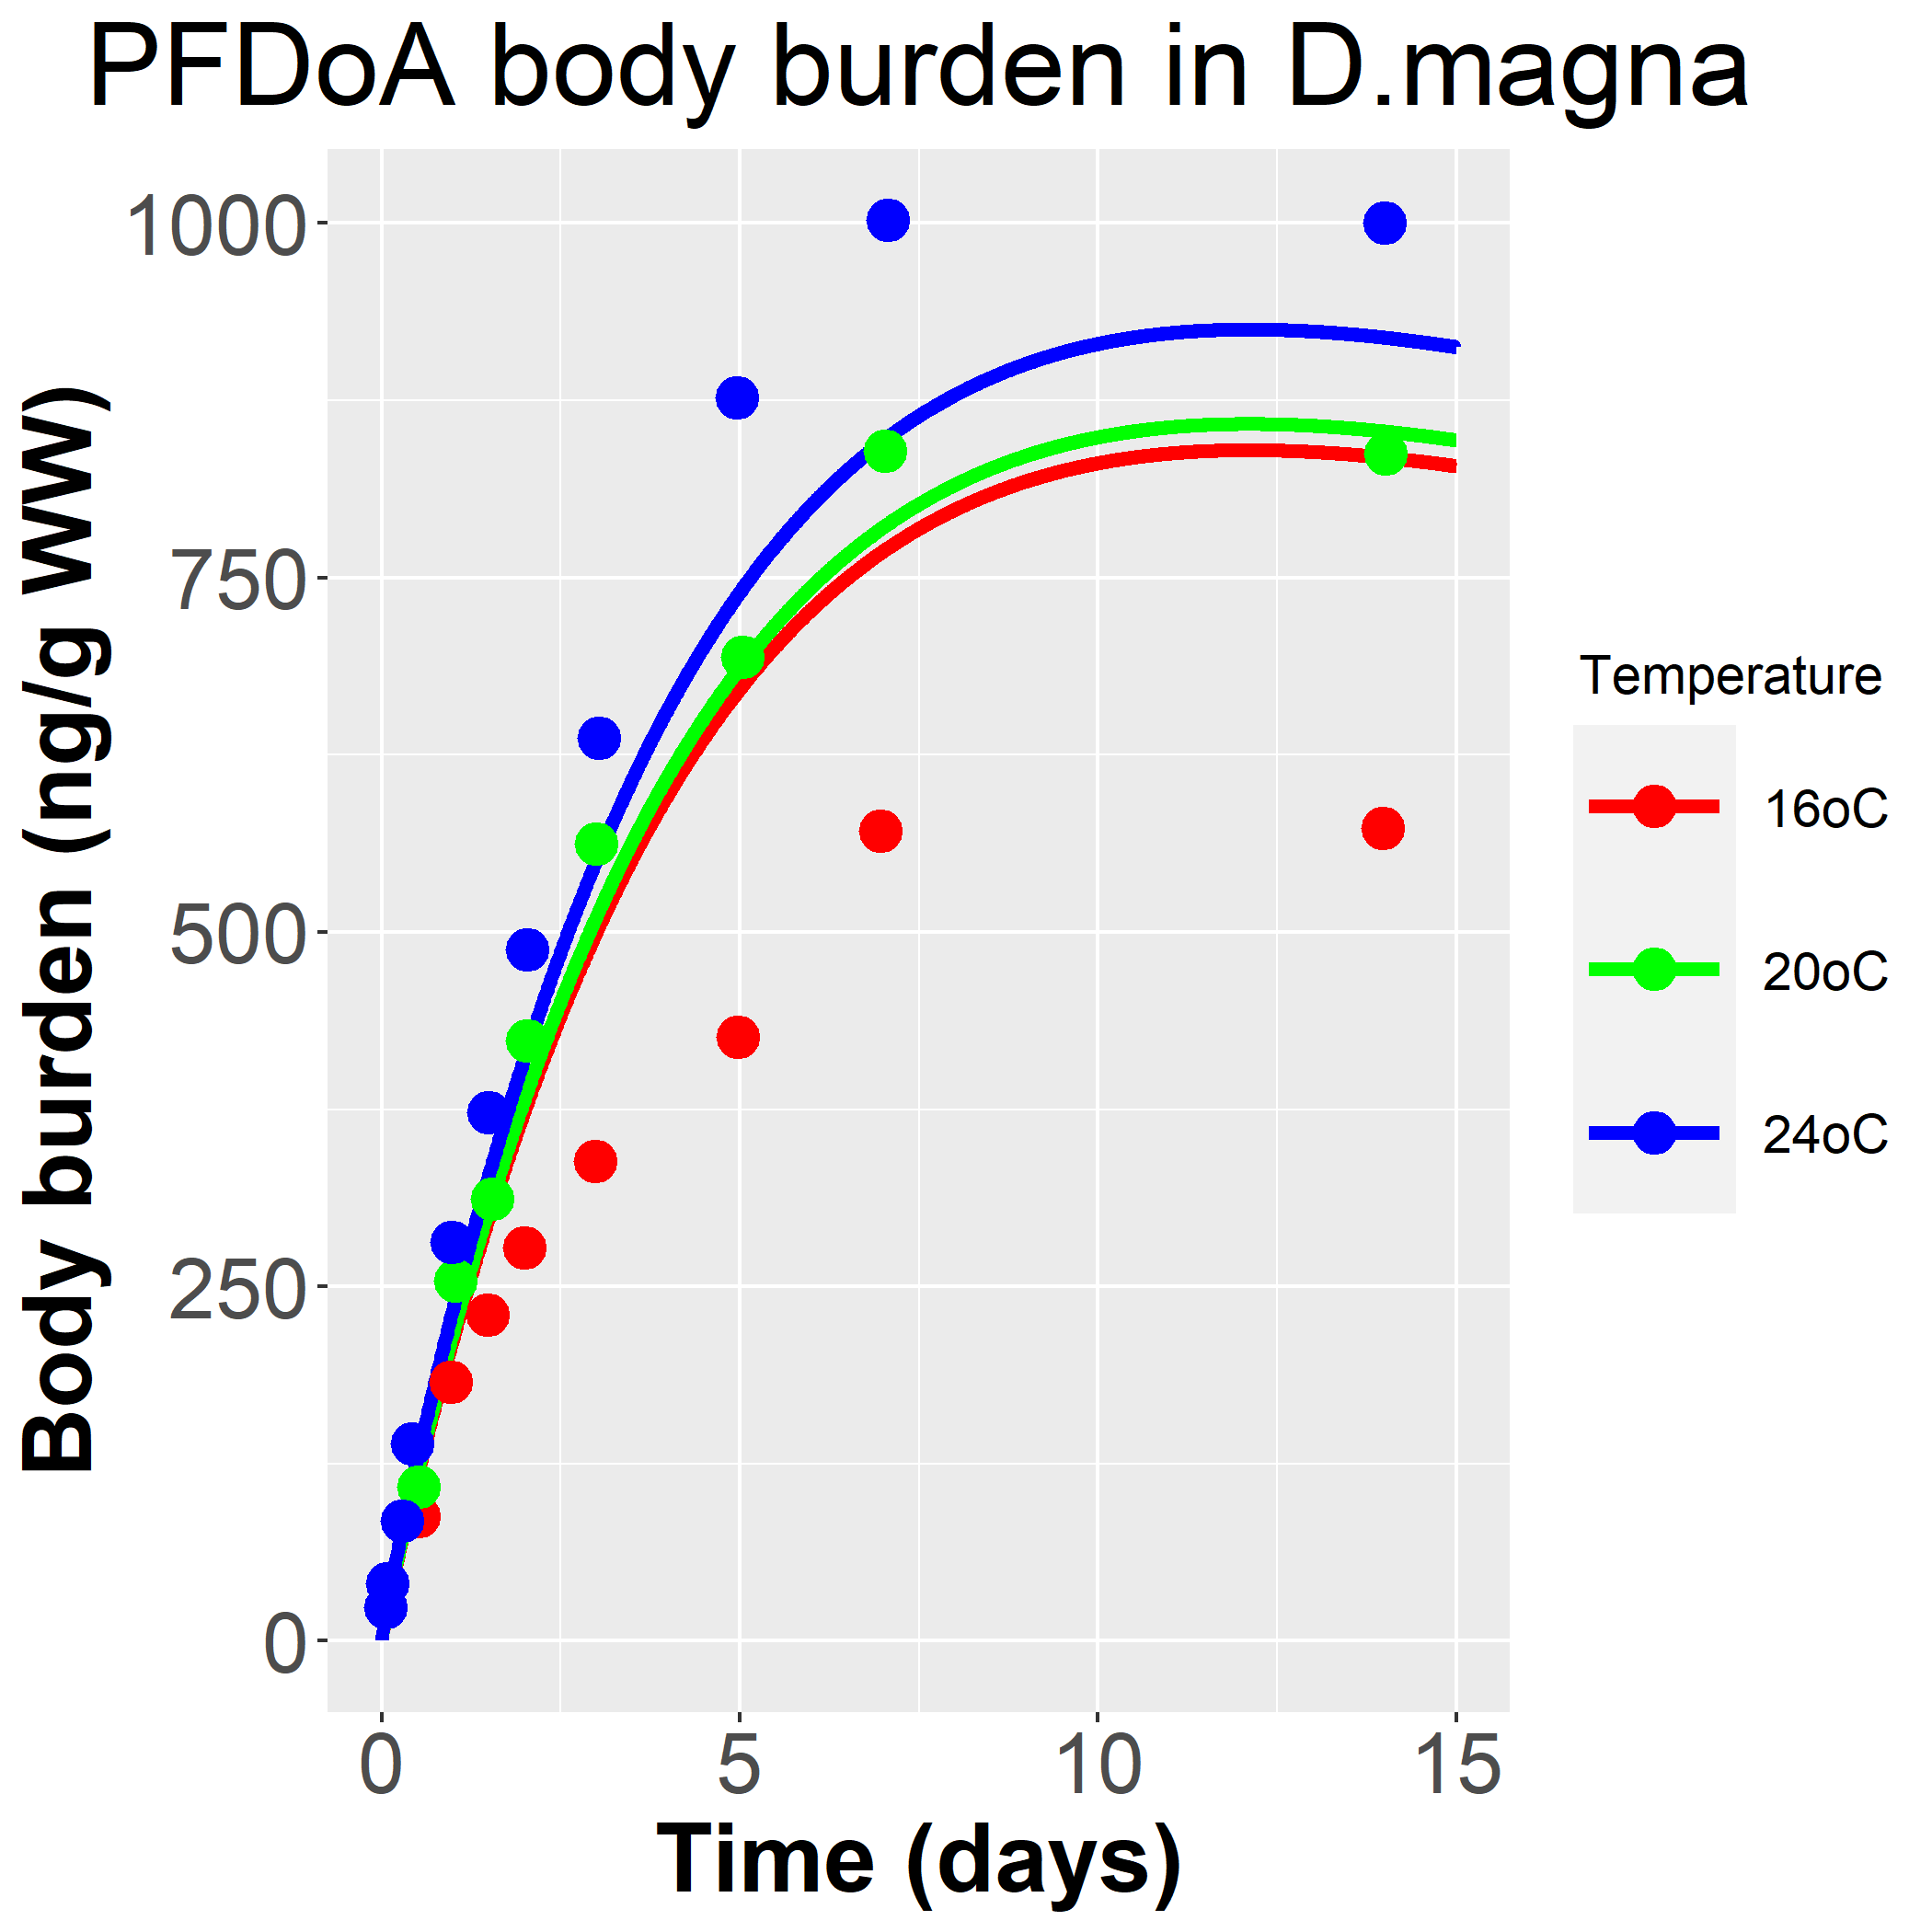 PFDoA body burden in D.magna
Body burden (ng/g WW)
1000
750
500
250
0
0 5 10 15
Time (days)
Temperature
16oC
20oC
24oC